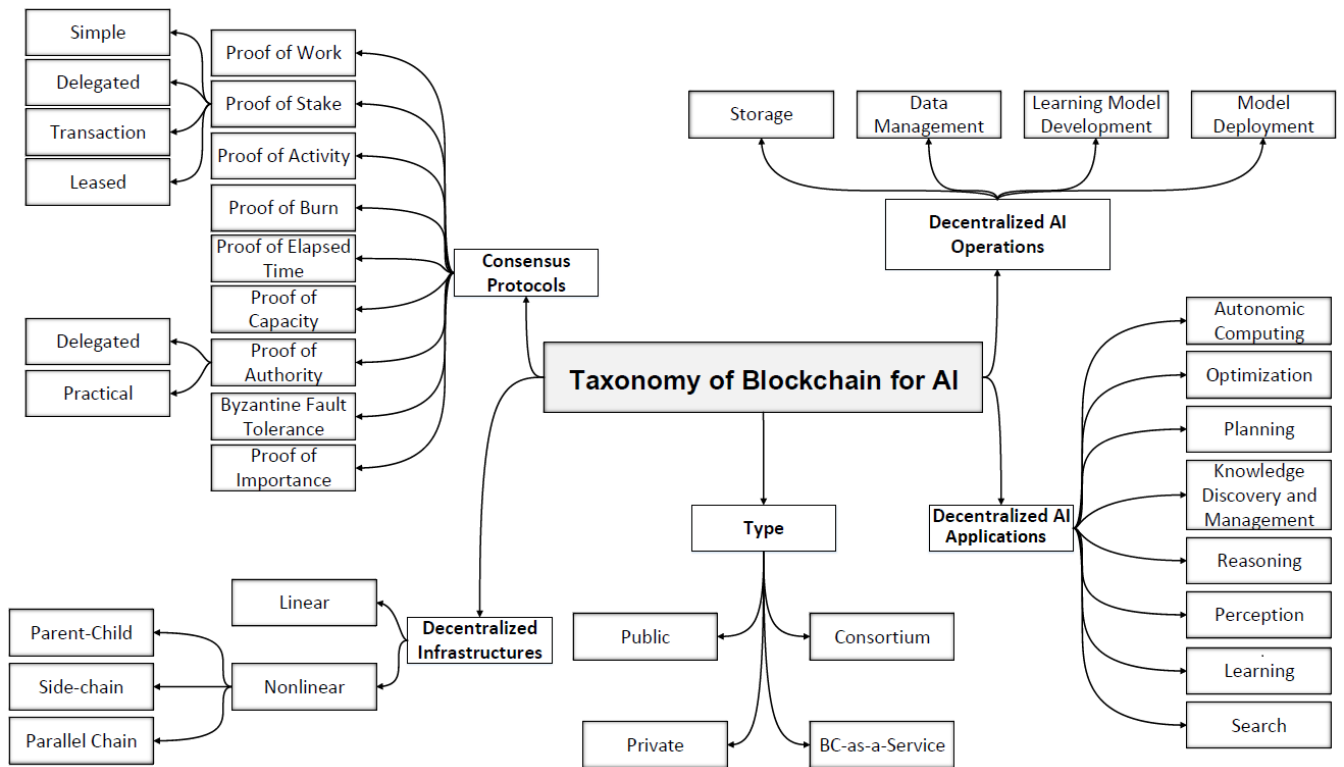 Taxonomy of Blockchain for AI
Consensus
Protocols
Proof of Work
Proof of Stake
Simple
Delegated
Transaction
Leased
Proof of Activity
Proof of Burn
Proof of Elapsed
Time
Proof of
Capacity
Proof of
Authority
Delegated
Practical
Byzantine Fault
Tolerance
Proof of
Importance
Decentralized
Infrastructures
Linear
Nonlinear
Parent-Child
Side-chain
Parallel Chain
Type
Public
Consortium
Private
BC-as-a-Service
Decentralized AI
Operations
Storage
Data
Management
Learning Model
Development
Model
Deployment
Decentralized AI
Applications
Autonomic
Computing
Optimization
Planning
Knowledge
Discovery and
Management
Reasoning
Perception
Learning
Search